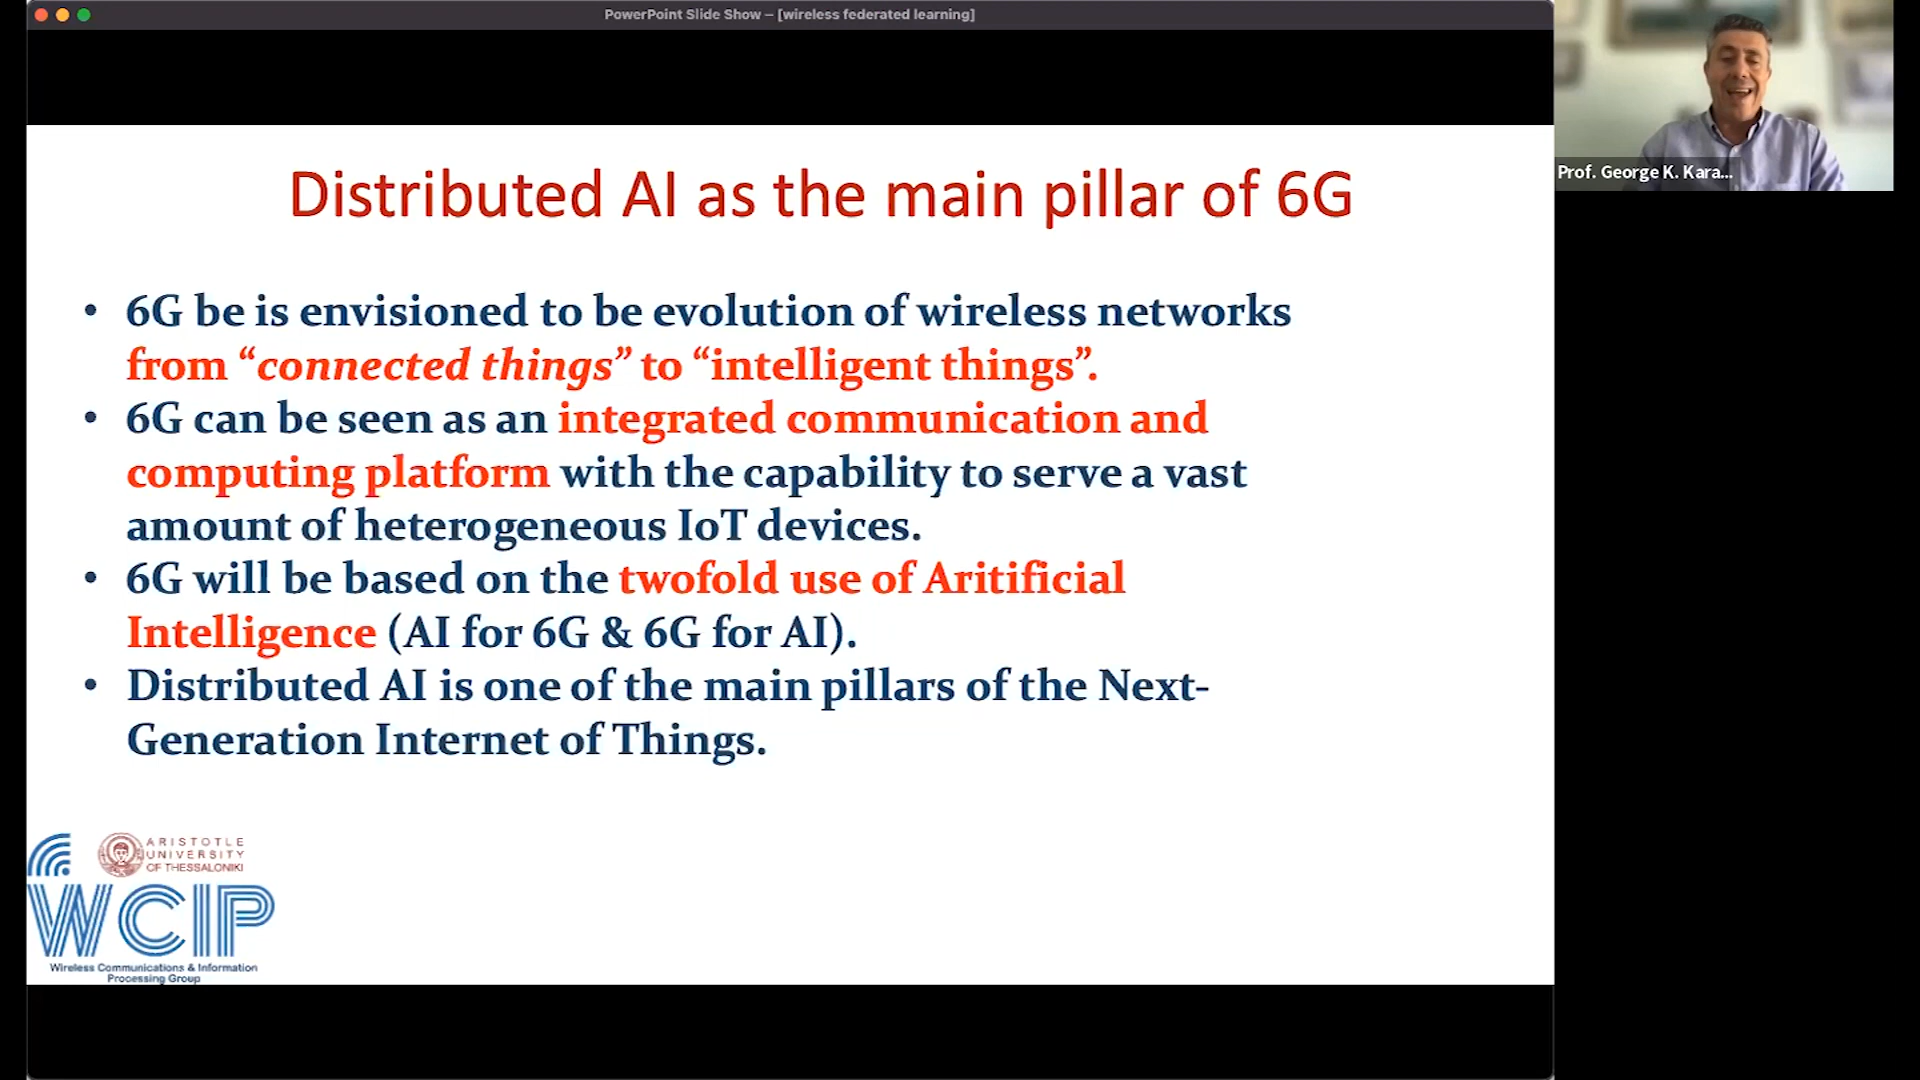 PowerPoint Slide Show – [wireless federated learning]
Prof. George K. Kara...
Distributed AI as the main pillar of 6G
• 6G be is envisioned to be evolution of wireless networks
from “connected things” to “intelligent things”.
• 6G can be seen as an integrated communication and
computing platform with the capability to serve a vast
amount of heterogeneous IoT devices.
• 6G will be based on the twofold use of Aritificial
Intelligence (AI for 6G & 6G for AI).
• Distributed AI is one of the main pillars of the Next-
Generation Internet of Things.
ARISTOTLE
UNIVERSITY
OF THESSALONIKI
WCIP
Wireless Communications & Information
Processing Group